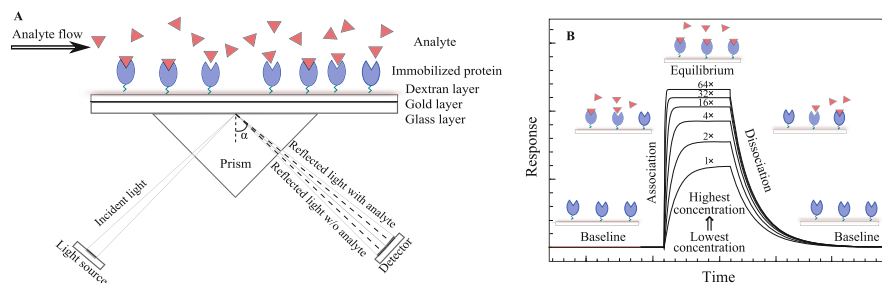 A
Analyte flow
Analyte
Immobilized protein
Dextran layer
Gold layer
Glass layer
α
Prism
Incident light
Reflected light with analyte
Reflected light w/o analyte
Light source
Detector
B
Equilibrium
64×
32×
16×
4×
2×
1×
Association
Dissociation
Highest
concentration
⇑
Lowest
concentration
Baseline
Baseline
Response
Time